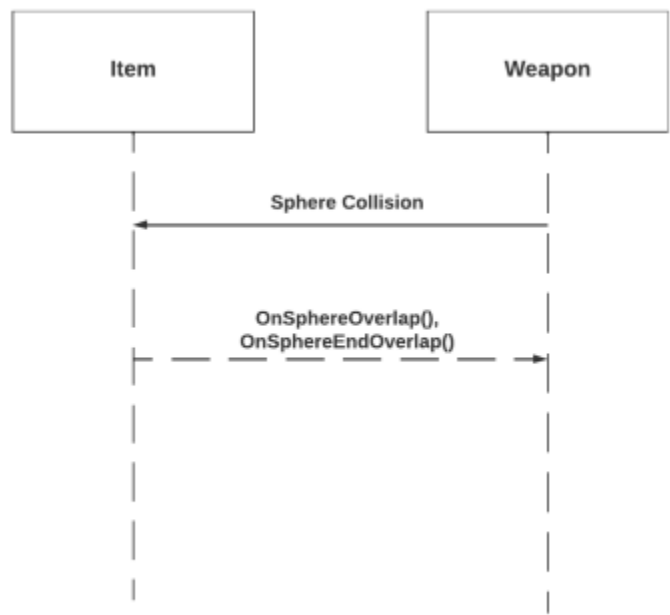 Item
Weapon
Sphere Collision
OnSphereOverlap(),
OnSphereEndOverlap()